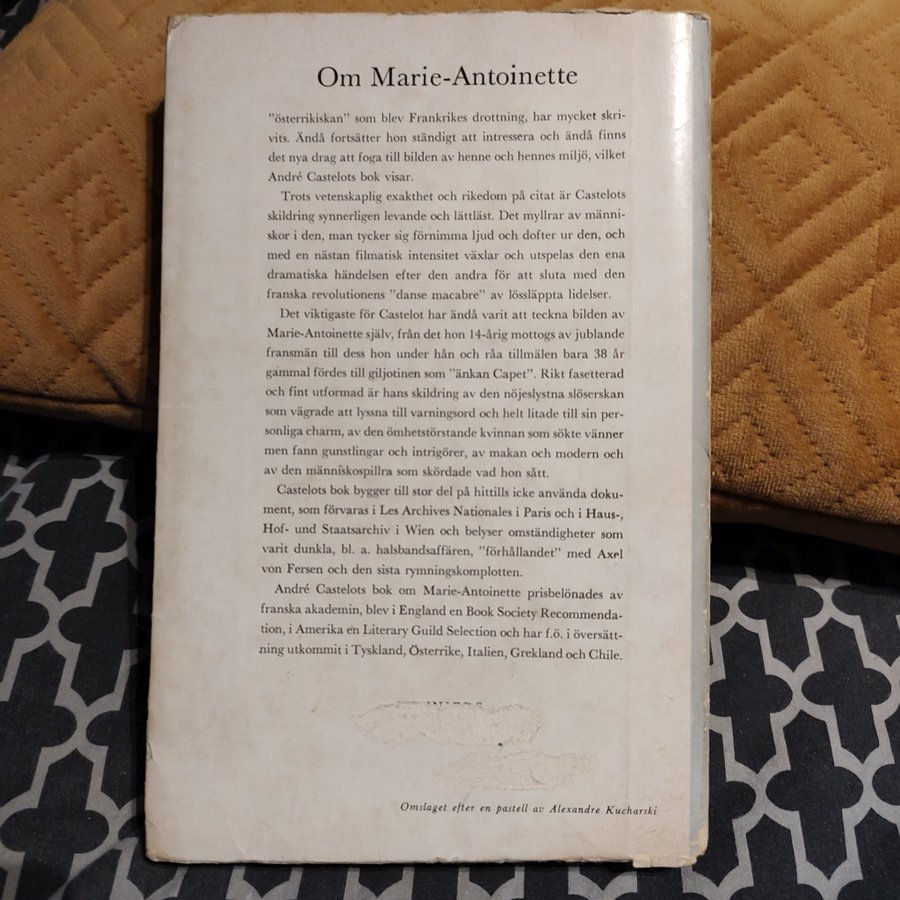 Om Marie-Antoinette
"österrikiskan" som blev Frankrikes drottning, har mycket skri-
vits. Ändå fortsätter hon ständigt att intressera och ändå finns
det nya drag att foga till bilden av henne och hennes miljö, vilket
André Castelots bok visar.
Trots vetenskaplig exakthet och rikedom på citat är Castelots
skildring synnerligen levande och lättläst. Det myllrar av männi-
skor i den, man tycker sig förnimma ljud och dofter ur den, och
med en nästan filmatisk intensitet växlar och utspelas den ena
dramatiska händelsen efter den andra för att sluta med den
franska revolutionens "danse macabre" av lössläppta lidelser.
Det viktigaste för Castelot har ändå varit att teckna bilden av
Marie-Antoinette själv, från det hon 14-årig mottogs av jublande
fransmän till dess hon under hån och råa tillmälen bara 38 år
gammal fördes till giljotinen som "änkan Capet". Rikt fasetterad
och fint utformad är hans skildring av den nöjeslystna slöserskan
som vägrade att lyssna till varningsord och helt litade till sin per-
sonliga charm, av den ömhetstörstande kvinnan som sökte vänner
men fann gunstlingar och intrigörer, av makan och modern och
av den människospillra som skördade vad hon sått.
Castelots bok bygger till stor del på hittills icke använda doku-
ment, som förvaras i Les Archives Nationales i Paris och i Haus-,
Hof- und Staatsarchiv i Wien och belyser omständigheter som
varit dunkla, bl. a. halsbandsaffären, "förhållandet" med Axel
von Fersen och den sista rymningskomplotten.
André Castelots bok om Marie-Antoinette prisbelönades av
franska akademin, blev i England en Book Society Recommenda-
tion, i Amerika en Literary Guild Selection och har f.ö. i översätt-
ning utkommit i Tyskland, Österrike, Italien, Grekland och Chile.
Omslaget efter en pastell av Alexandre Kucharski